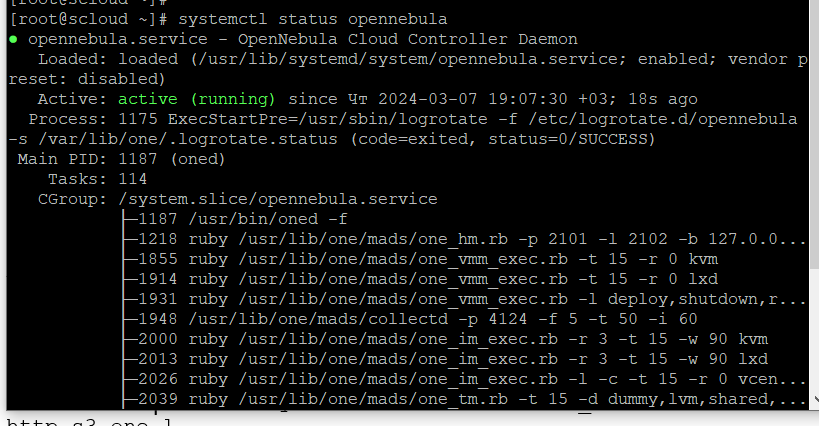 [root@scloud ~]#
[root@scloud ~]# systemctl status opennebula
● opennebula.service - OpenNebula Cloud Controller Daemon
   Loaded: loaded (/usr/lib/systemd/system/opennebula.service; enabled; vendor p
reset: disabled)
   Active: active (running) since Чт 2024-03-07 19:07:30 +03; 18s ago
  Process: 1175 ExecStartPre=/usr/sbin/logrotate -f /etc/logrotate.d/opennebula
-s /var/lib/one/.logrotate.status (code=exited, status=0/SUCCESS)
 Main PID: 1187 (oned)
    Tasks: 114
   CGroup: /system.slice/opennebula.service
           ├─1187 /usr/bin/oned -f
           ├─1218 ruby /usr/lib/one/mads/one_hm.rb -p 2101 -l 2102 -b 127.0.0...
           ├─1855 ruby /usr/lib/one/mads/one_vmm_exec.rb -t 15 -r 0 kvm
           ├─1914 ruby /usr/lib/one/mads/one_vmm_exec.rb -t 15 -r 0 lxd
           ├─1931 ruby /usr/lib/one/mads/one_vmm_exec.rb -l deploy,shutdown,r...
           ├─1948 /usr/lib/one/mads/collectd -p 4124 -f 5 -t 50 -i 60
           ├─2000 ruby /usr/lib/one/mads/one_im_exec.rb -r 3 -t 15 -w 90 kvm
           ├─2013 ruby /usr/lib/one/mads/one_im_exec.rb -r 3 -t 15 -w 90 lxd
           ├─2026 ruby /usr/lib/one/mads/one_im_exec.rb -l -c -t 15 -r 0 vcen...
           ├─2039 ruby /usr/lib/one/mads/one_tm.rb -t 15 -d dummy,lvm,shared,...